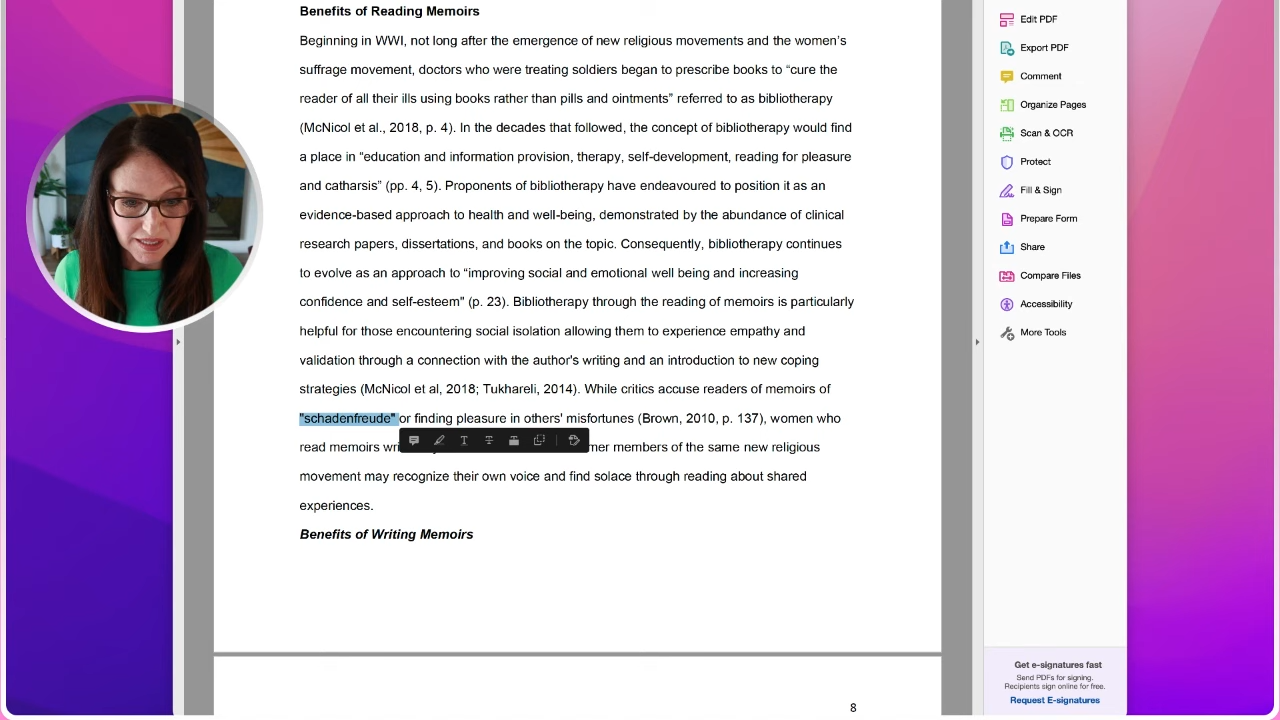 Benefits of Reading Memoirs
Beginning in WWI, not long after the emergence of new religious movements and the women’s
suffrage movement, doctors who were treating soldiers began to prescribe books to “cure the
reader of all their ills using books rather than pills and ointments” referred to as bibliotherapy
(McNicol et al., 2018, p. 4). In the decades that followed, the concept of bibliotherapy would find
a place in “education and information provision, therapy, self-development, reading for pleasure
and catharsis” (pp. 4, 5). Proponents of bibliotherapy have endeavoured to position it as an
evidence-based approach to health and well-being, demonstrated by the abundance of clinical
research papers, dissertations, and books on the topic. Consequently, bibliotherapy continues
to evolve as an approach to “improving social and emotional well being and increasing
confidence and self-esteem" (p. 23). Bibliotherapy through the reading of memoirs is particularly
helpful for those encountering social isolation allowing them to experience empathy and
validation through a connection with the author's writing and an introduction to new coping
strategies (McNicol et al, 2018; Tukhareli, 2014). While critics accuse readers of memoirs of
"schadenfreude" or finding pleasure in others' misfortunes (Brown, 2010, p. 137), women who
read memoirs members of the same new religious
movement may recognize their own voice and find solace through reading about shared
experiences.
Benefits of Writing Memoirs
8
Edit PDF
Export PDF
Comment
Organize Pages
Scan & OCR
Protect
Fill & Sign
Prepare Form
Share
Compare Files
Accessibility
More Tools
Get e-signatures fast
Send PDFs for signing.
Recipients sign online for free.
Request E-signatures